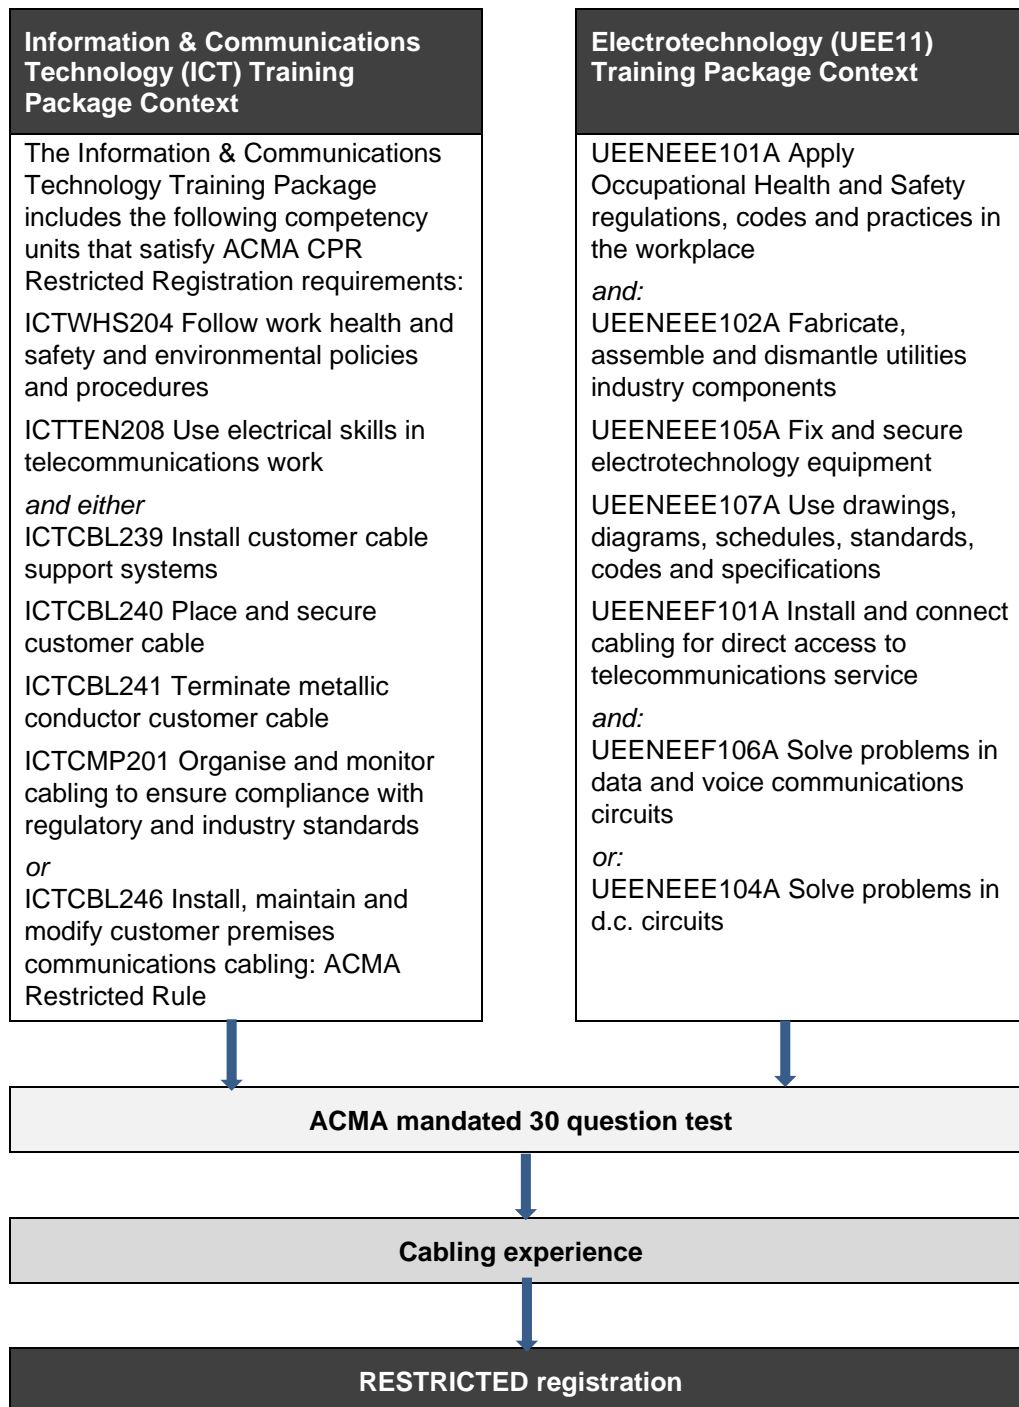 Information & Communications
Technology (ICT) Training
Package Context
The Information & Communications
Technology Training Package
includes the following competency
units that satisfy ACMA CPR
Restricted Registration requirements:
ICTWHS204 Follow work health and
safety and environmental policies
and procedures
ICTTEN208 Use electrical skills in
telecommunications work
and either
ICTCBL239 Install customer cable
support systems
ICTCBL240 Place and secure
customer cable
ICTCBL241 Terminate metallic
conductor customer cable
ICTCMP201 Organise and monitor
cabling to ensure compliance with
regulatory and industry standards
or
ICTCBL246 Install, maintain and
modify customer premises
communications cabling: ACMA
Restricted Rule
Electrotechnology (UEE11)
Training Package Context
UEENEEE101A Apply
Occupational Health and Safety
regulations, codes and practices in
the workplace
and:
UEENEEE102A Fabricate,
assemble and dismantle utilities
industry components
UEENEEE105A Fix and secure
electrotechnology equipment
UEENEEE107A Use drawings,
diagrams, schedules, standards,
codes and specifications
UEENEEF101A Install and connect
cabling for direct access to
telecommunications service
and:
UEENEEF106A Solve problems in
data and voice communications
circuits
or:
UEENEEE104A Solve problems in
d.c. circuits
ACMA mandated 30 question test
Cabling experience
RESTRICTED registration